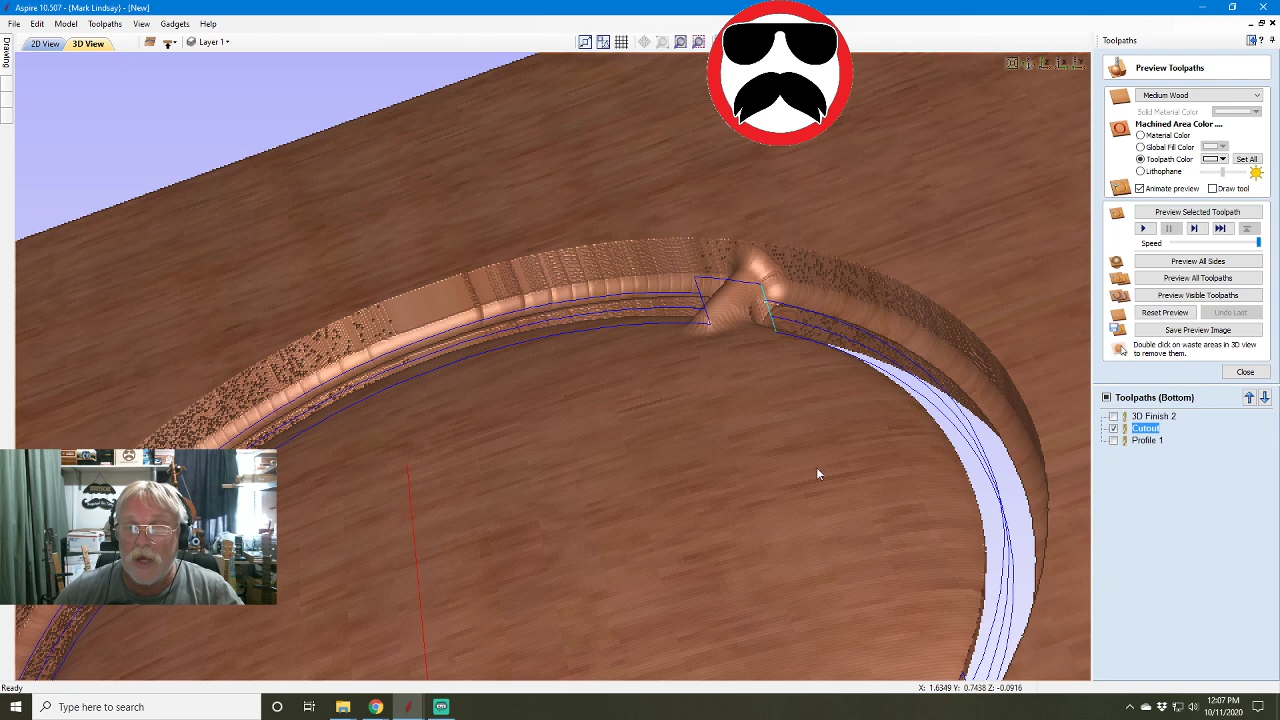 Aspire 10.507 - {Mark Lindsay} - [New]
File Edit Model Toolpaths View Gadgets Help
2D View 3D View Layer 1
Drawing
Toolpaths
Preview Toolpaths
Medium Wood
Solid Material Color
Machined Area Color ....
Material Color
Global Fill Color
Toolpath Color Set All
Lithophane
Animate preview Draw tool
Preview Selected Toolpath
Speed
Preview All Sides
Preview All Toolpaths
Preview Visible Toolpaths
Reset Preview Undo Last
Save Preview Image
Double click on waste areas in 3D view
to remove them.
Close
Toolpaths (Bottom)
3D Finish 2
Cutout
Profile 1
Ready
X: 1.6349 Y: 0.7438 Z: -0.0916
Type here to search
12:07 PM
10/11/2020